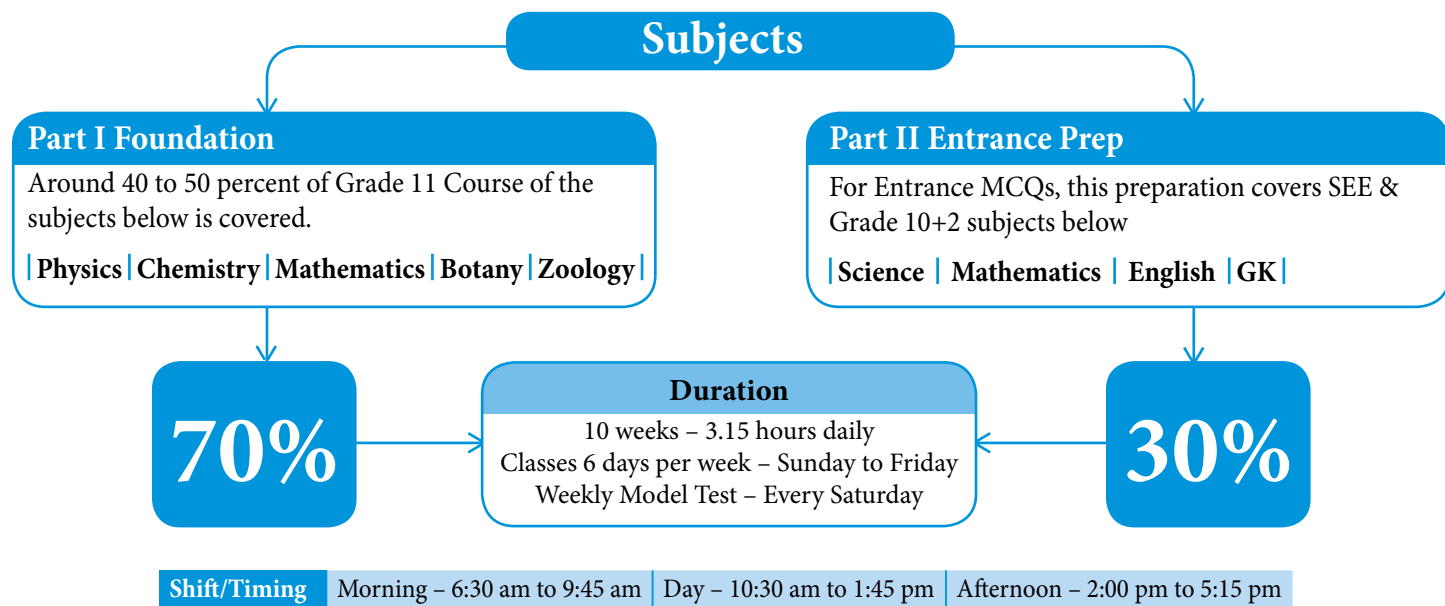 Subjects
Part I Foundation
Around 40 to 50 percent of Grade 11 Course of the
subjects below is covered.
| Physics | Chemistry | Mathematics | Botany | Zoology |
Part II Entrance Prep
For Entrance MCQs, this preparation covers SEE &
Grade 10+2 subjects below
| Science | Mathematics | English | GK |
70%
Duration
10 weeks – 3.15 hours daily
Classes 6 days per week – Sunday to Friday
Weekly Model Test – Every Saturday
30%
Shift/Timing | Morning – 6:30 am to 9:45 am | Day – 10:30 am to 1:45 pm | Afternoon – 2:00 pm to 5:15 pm